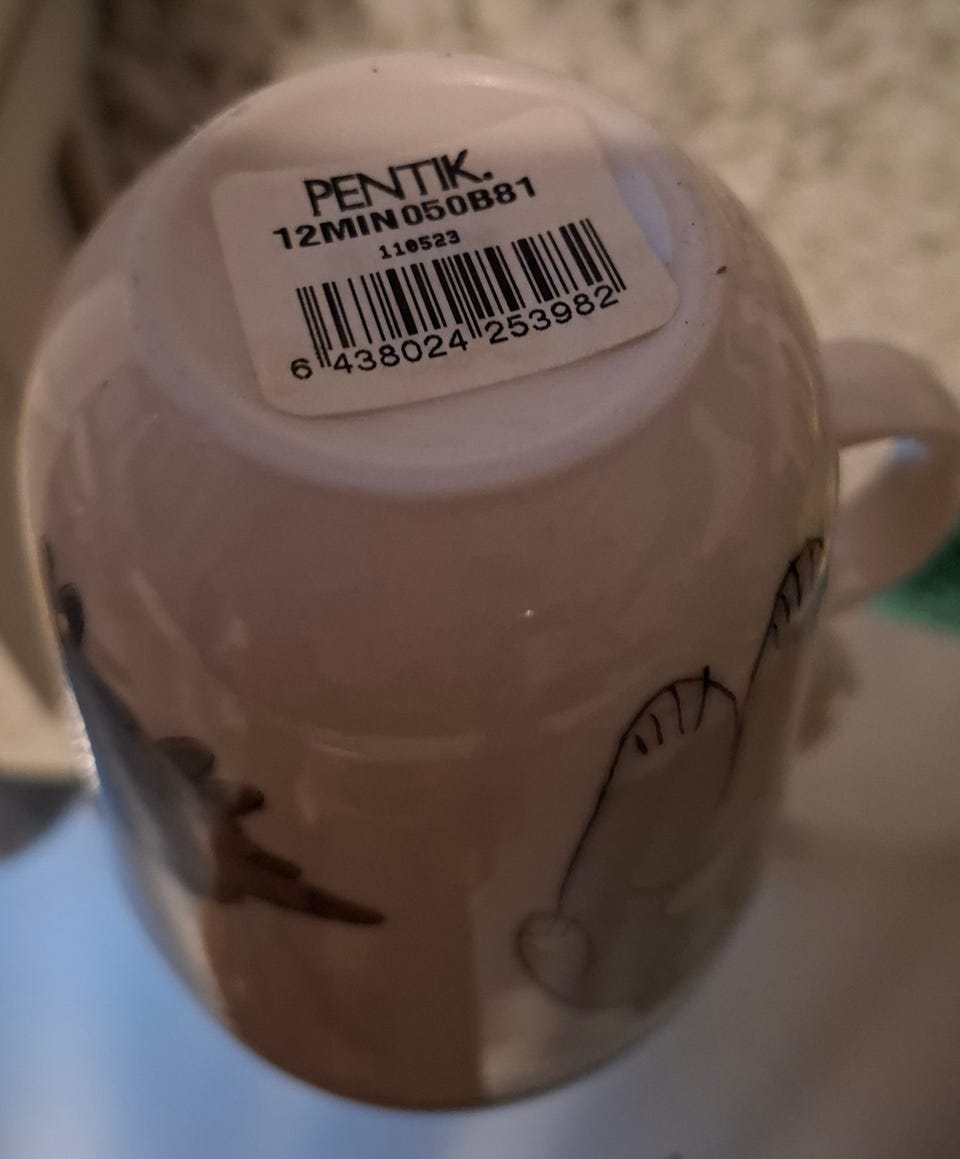 PENTIK.
12MIN050B81
110523
6 438024 253982